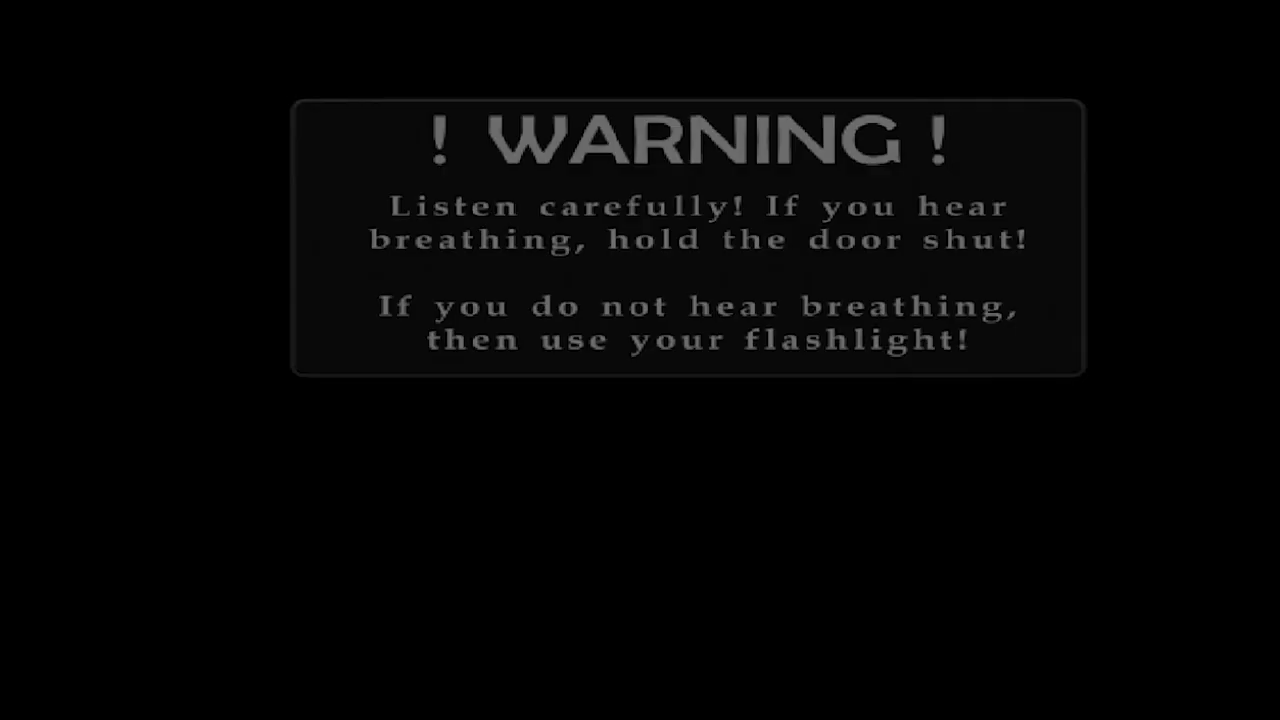 ! WARNING !
Listen carefully! If you hear
breathing, hold the door shut!
If you do not hear breathing,
then use your flashlight!